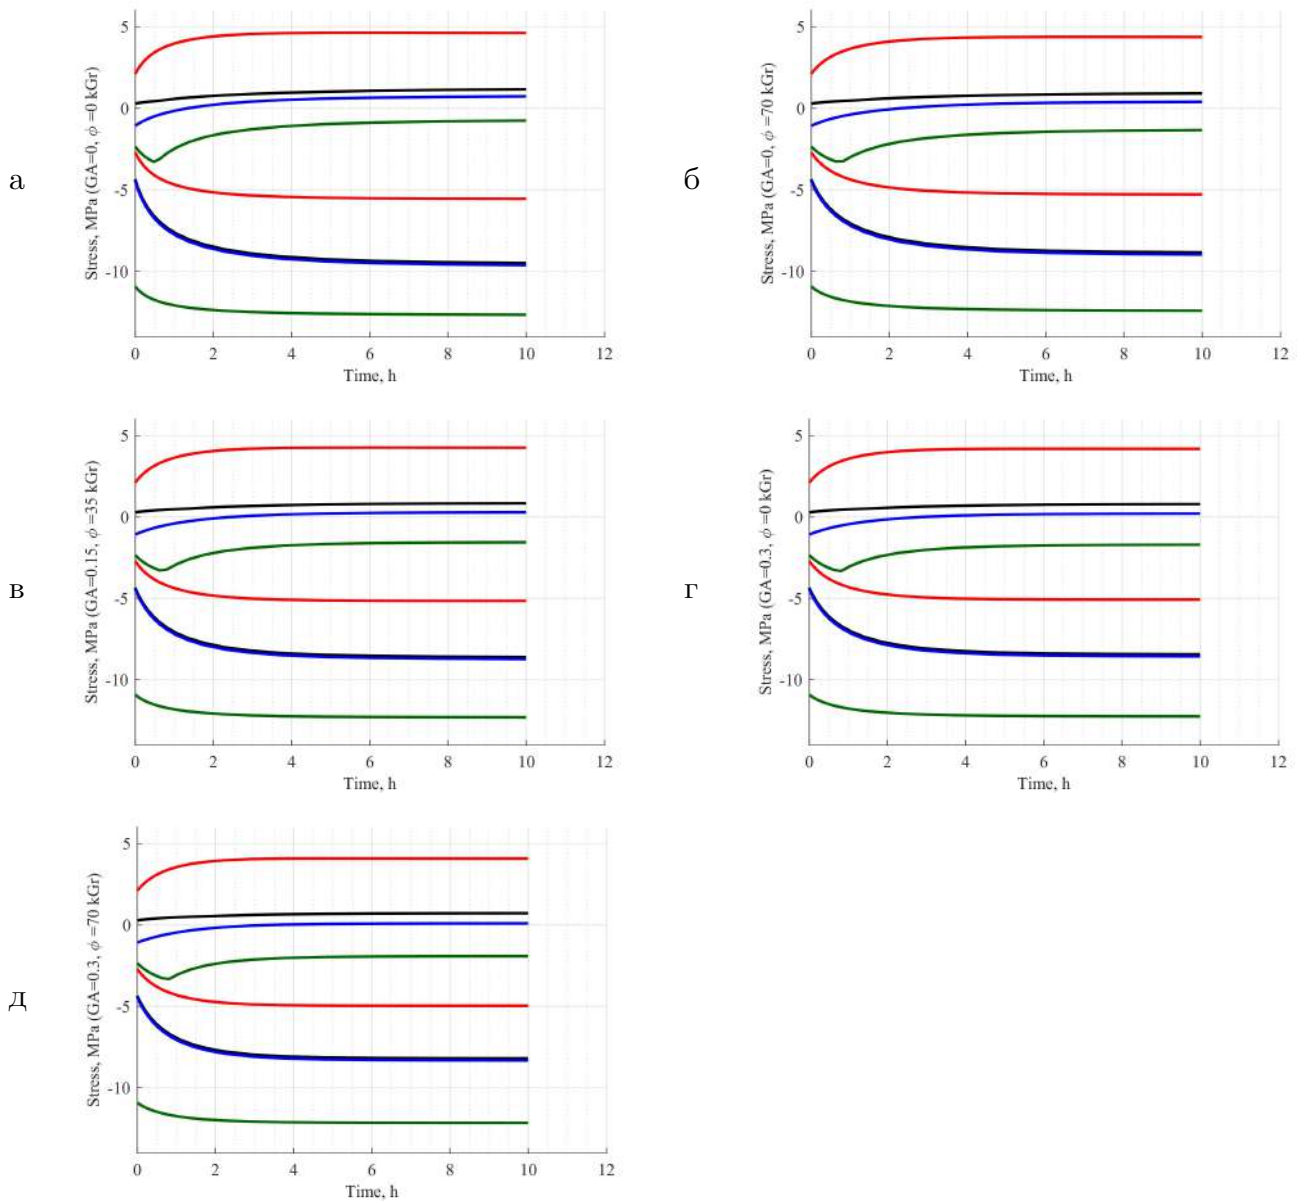 а
Stress, MPa (GA=0, ϕ =0 kGr)
5
0
-5
-10
0 2 4 6 8 10 12
Time, h
б
Stress, MPa (GA=0, ϕ =70 kGr)
5
0
-5
-10
0 2 4 6 8 10 12
Time, h
в
Stress, MPa (GA=0.15, ϕ =35 kGr)
5
0
-5
-10
0 2 4 6 8 10 12
Time, h
г
Stress, MPa (GA=0.3, ϕ =0 kGr)
5
0
-5
-10
0 2 4 6 8 10 12
Time, h
д
Stress, MPa (GA=0.3, ϕ =70 kGr)
5
0
-5
-10
0 2 4 6 8 10 12
Time, h